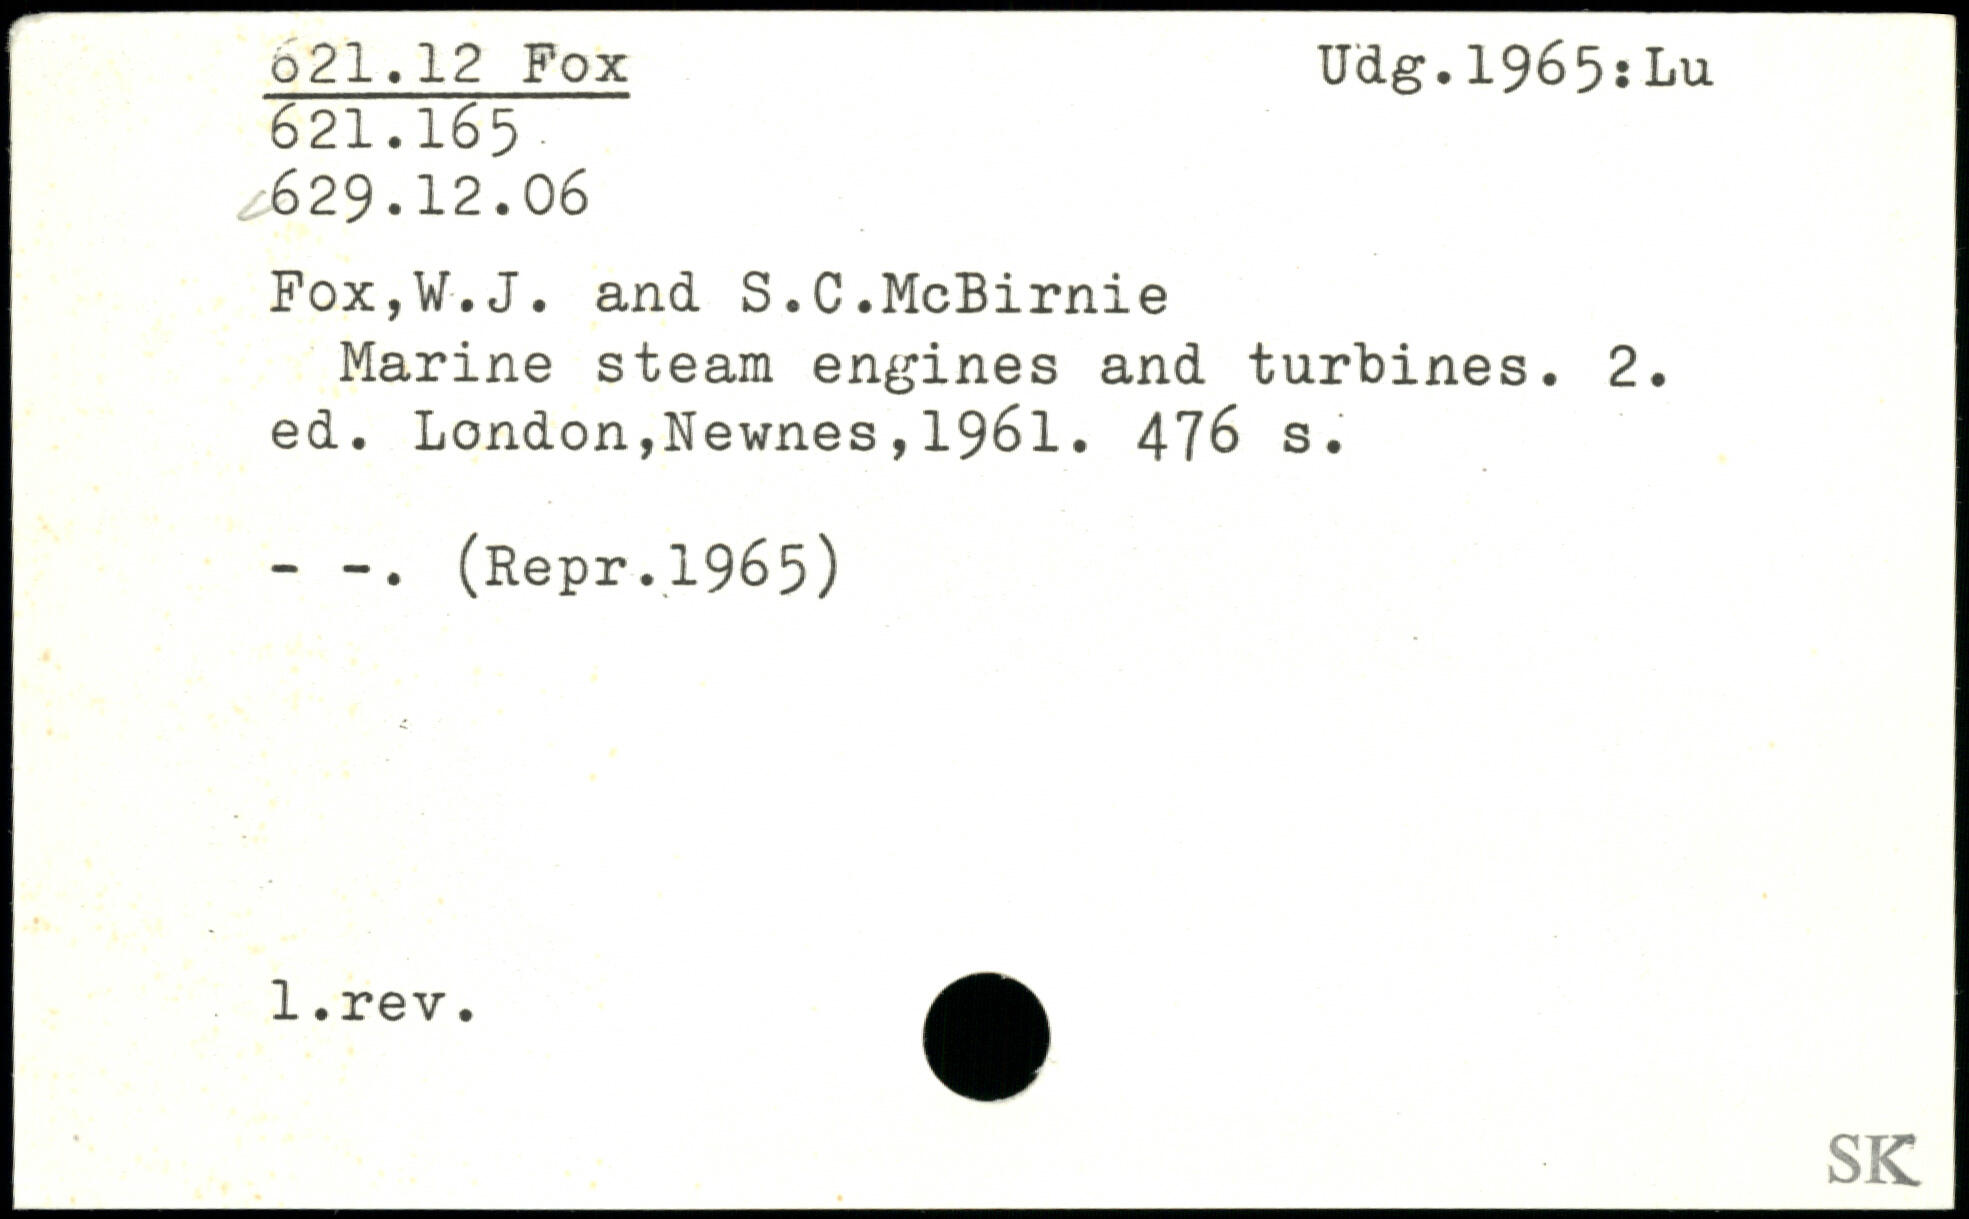 621.12 Fox
Udg.1965:Lu
621.165
629.12.06
Fox,W.J. and S.C.McBirnie
Marine steam engines and turbines. 2.
ed. London,Newnes,1961. 476 s.
- -. (Repr.1965)
1.rev.
SK